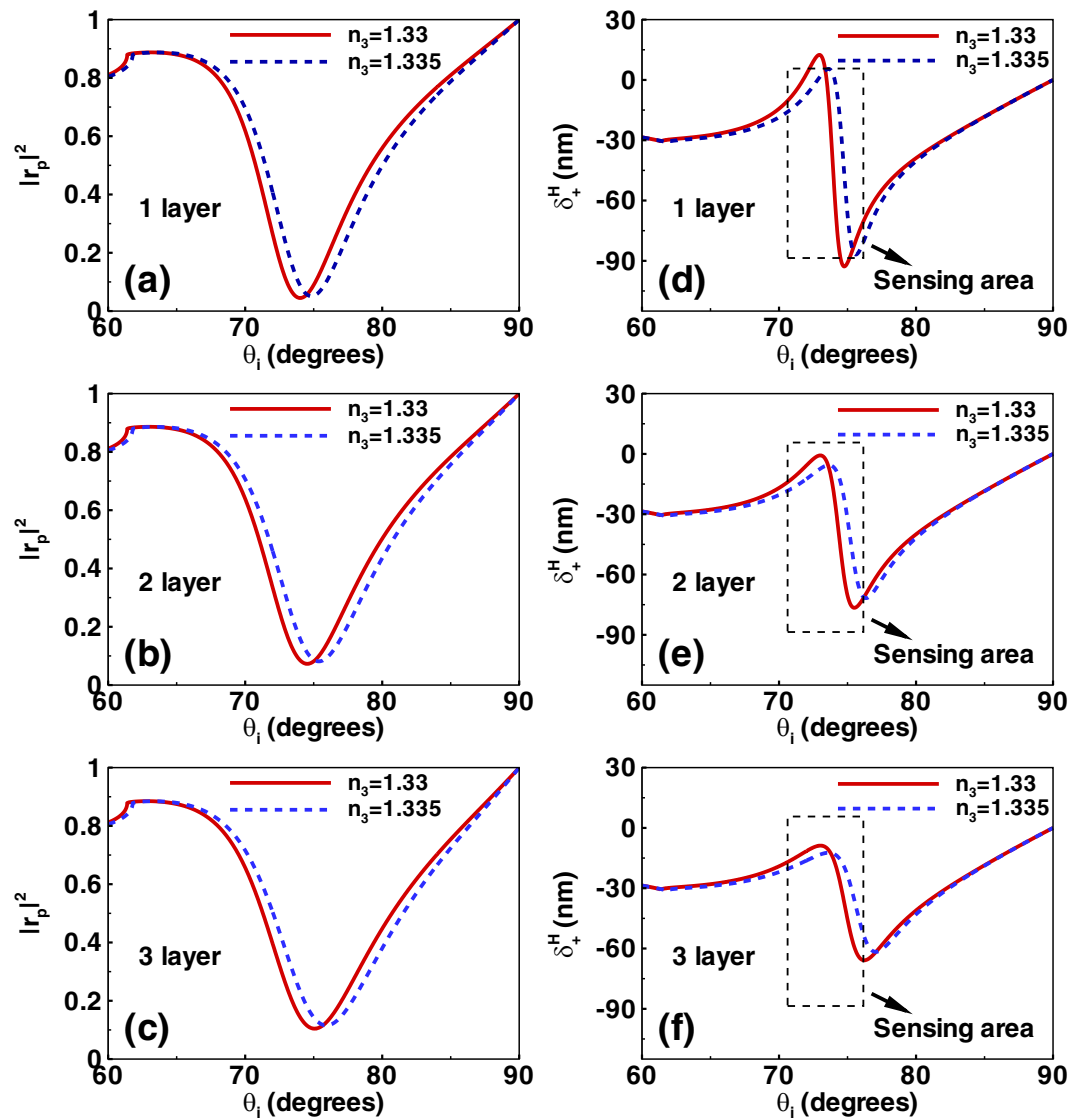 1
0.8
0.6
0.4
0.2
0
|r_p|^2
n_3=1.33
n_3=1.335
1 layer
(a)
60 70 80 90
θ_i (degrees)
30
0
-30
-60
-90
δ_+^H (nm)
n_3=1.33
n_3=1.335
1 layer
(d)
Sensing area
60 70 80 90
θ_i (degrees)
1
0.8
0.6
0.4
0.2
0
|r_p|^2
n_3=1.33
n_3=1.335
2 layer
(b)
60 70 80 90
θ_i (degrees)
30
0
-30
-60
-90
δ_+^H (nm)
n_3=1.33
n_3=1.335
2 layer
(e)
Sensing area
60 70 80 90
θ_i (degrees)
1
0.8
0.6
0.4
0.2
0
|r_p|^2
n_3=1.33
n_3=1.335
3 layer
(c)
60 70 80 90
θ_i (degrees)
30
0
-30
-60
-90
δ_+^H (nm)
n_3=1.33
n_3=1.335
3 layer
(f)
Sensing area
60 70 80 90
θ_i (degrees)